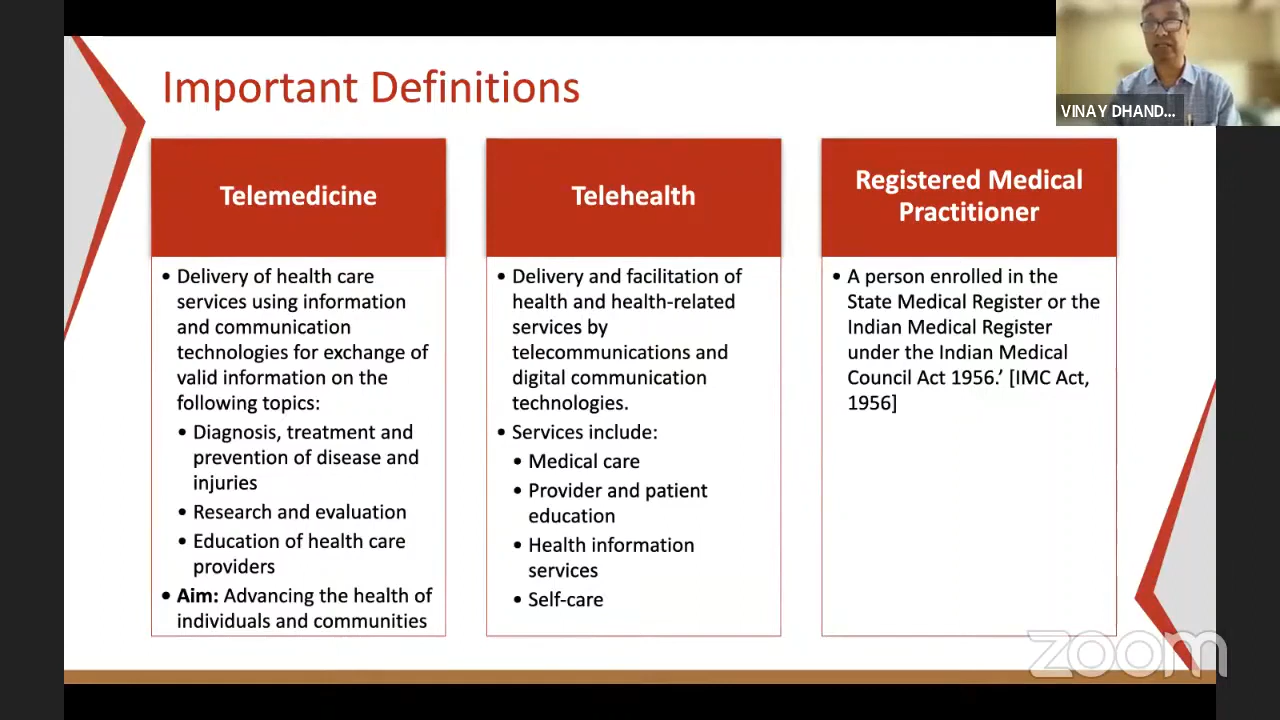 Important Definitions
VINAY DHAND...
Telemedicine
• Delivery of health care
services using information
and communication
technologies for exchange of
valid information on the
following topics:
• Diagnosis, treatment and
prevention of disease and
injuries
• Research and evaluation
• Education of health care
providers
• Aim: Advancing the health of
individuals and communities
Telehealth
• Delivery and facilitation of
health and health-related
services by
telecommunications and
digital communication
technologies.
• Services include:
• Medical care
• Provider and patient
education
• Health information
services
• Self-care
Registered Medical
Practitioner
• A person enrolled in the
State Medical Register or the
Indian Medical Register
under the Indian Medical
Council Act 1956.’ [IMC Act,
1956]
zoom